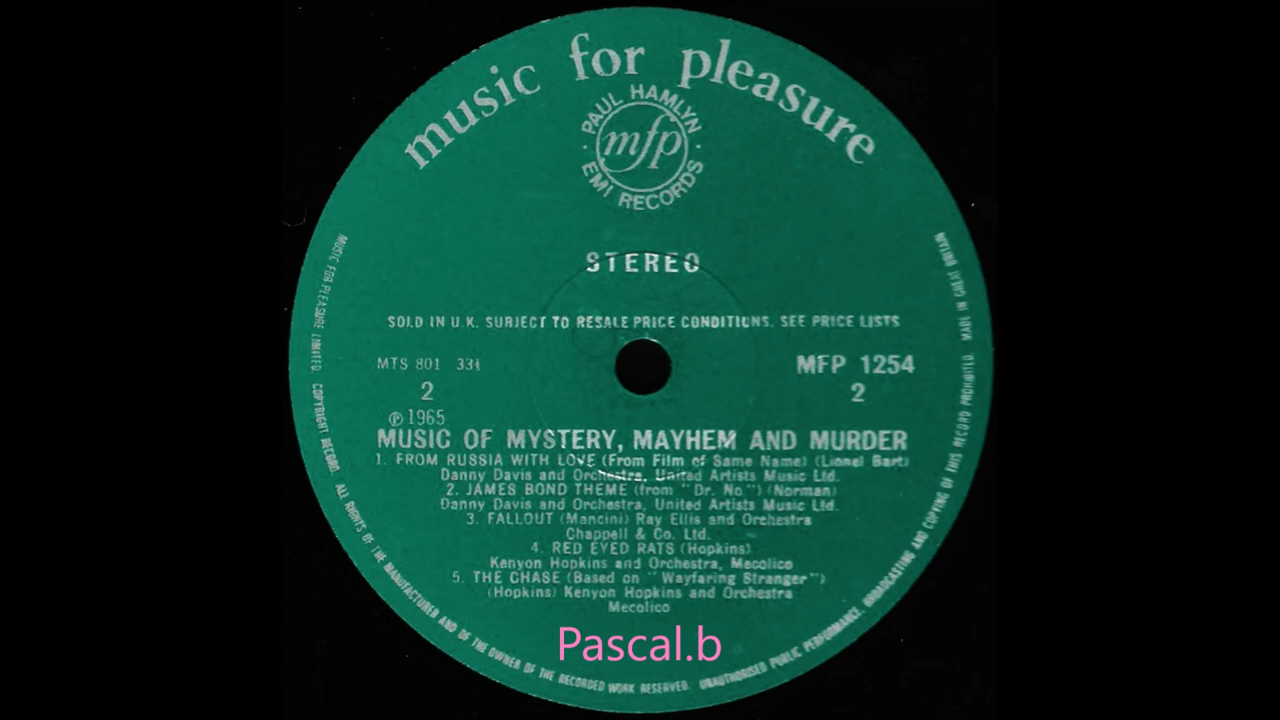 music for pleasure
PAUL HAMLYN
mfp
EMI RECORDS
STEREO
SOLD IN U.K. SUBJECT TO RESALE PRICE CONDITIONS. SEE PRICE LISTS
MTS 801 33⅓
MFP 1254
2
2
℗ 1965
MUSIC OF MYSTERY, MAYHEM AND MURDER
1. FROM RUSSIA WITH LOVE (From Film of Same Name) (Lionel Bart)
Danny Davis and Orchestra, United Artists Music Ltd.
2. JAMES BOND THEME (from "Dr. No.") (Norman)
Danny Davis and Orchestra, United Artists Music Ltd.
3. FALLOUT (Mancini) Ray Ellis and Orchestra
Chappell & Co. Ltd.
4. RED EYED RATS (Hopkins)
Kenyon Hopkins and Orchestra, Mecolico
5. THE CHASE (Based on "Wayfaring Stranger")
(Hopkins) Kenyon Hopkins and Orchestra
Mecolico
MUSIC FOR PLEASURE LIMITED. COPYRIGHT RECORD. ALL RIGHTS OF THE MANUFACTURER AND OF THE OWNER OF THE RECORDED WORK RESERVED. UNAUTHORISED PUBLIC PERFORMANCE, BROADCASTING AND COPYING OF THIS RECORD PROHIBITED. MADE IN GREAT BRITAIN
Pascal.b